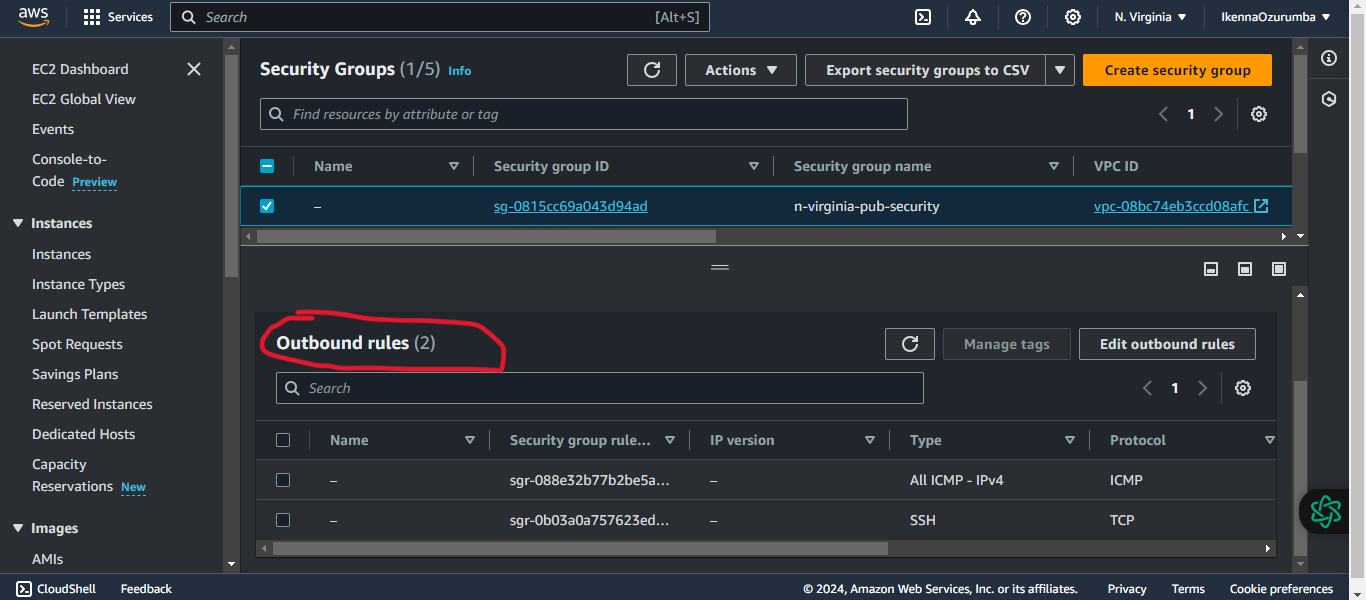 aws Services Search [Alt+S] N. Virginia IkennaOzurumba
EC2 Dashboard
EC2 Global View
Events
Console-to-
Code Preview
Instances
Instances
Instance Types
Launch Templates
Spot Requests
Savings Plans
Reserved Instances
Dedicated Hosts
Capacity
Reservations New
Images
AMIs
Security Groups (1/5) Info Actions Export security groups to CSV Create security group
Find resources by attribute or tag 1
Name Security group ID Security group name VPC ID
– sg-0815cc69a043d94ad n-virginia-pub-security vpc-08bc74eb3ccd08afc
Outbound rules (2) Manage tags Edit outbound rules
Search 1
Name Security group rule... IP version Type Protocol
– sgr-088e32b77b2be5a... – All ICMP - IPv4 ICMP
– sgr-0b03a0a757623ed... – SSH TCP
CloudShell Feedback © 2024, Amazon Web Services, Inc. or its affiliates. Privacy Terms Cookie preferences